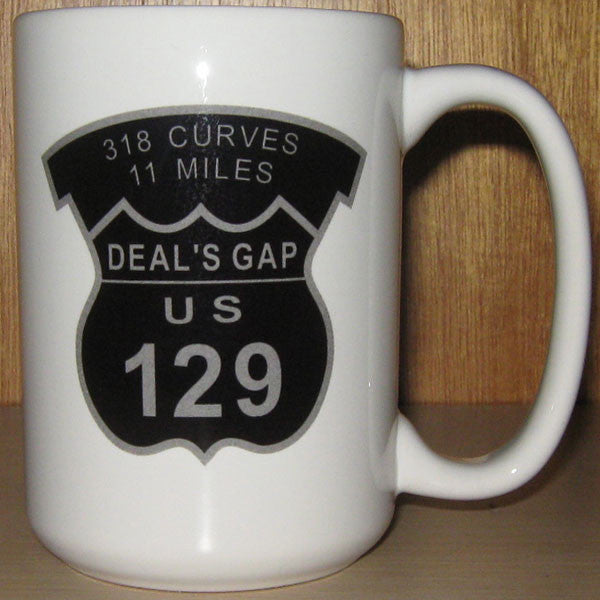 318 CURVES
11 MILES
DEAL'S GAP
US
129